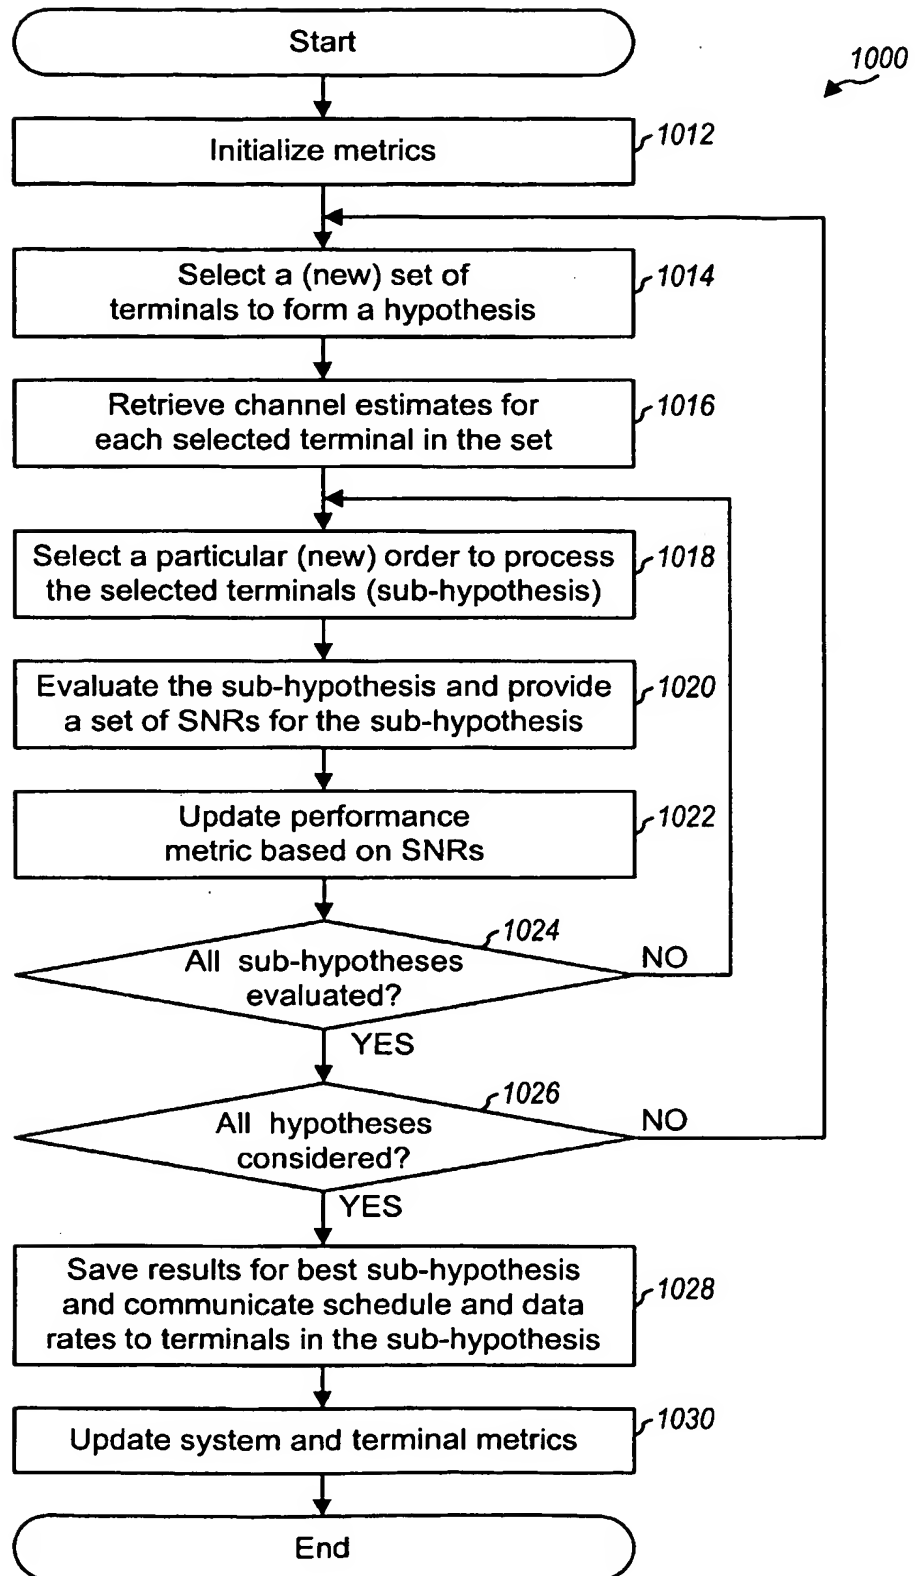 Start
1000
Initialize metrics
1012
Select a (new) set of
terminals to form a hypothesis
1014
Retrieve channel estimates for
each selected terminal in the set
1016
Select a particular (new) order to process
the selected terminals (sub-hypothesis)
1018
Evaluate the sub-hypothesis and provide
a set of SNRs for the sub-hypothesis
1020
Update performance
metric based on SNRs
1022
1024
All sub-hypotheses
evaluated?
NO
YES
1026
All hypotheses
considered?
NO
YES
Save results for best sub-hypothesis
and communicate schedule and data
rates to terminals in the sub-hypothesis
1028
Update system and terminal metrics
1030
End